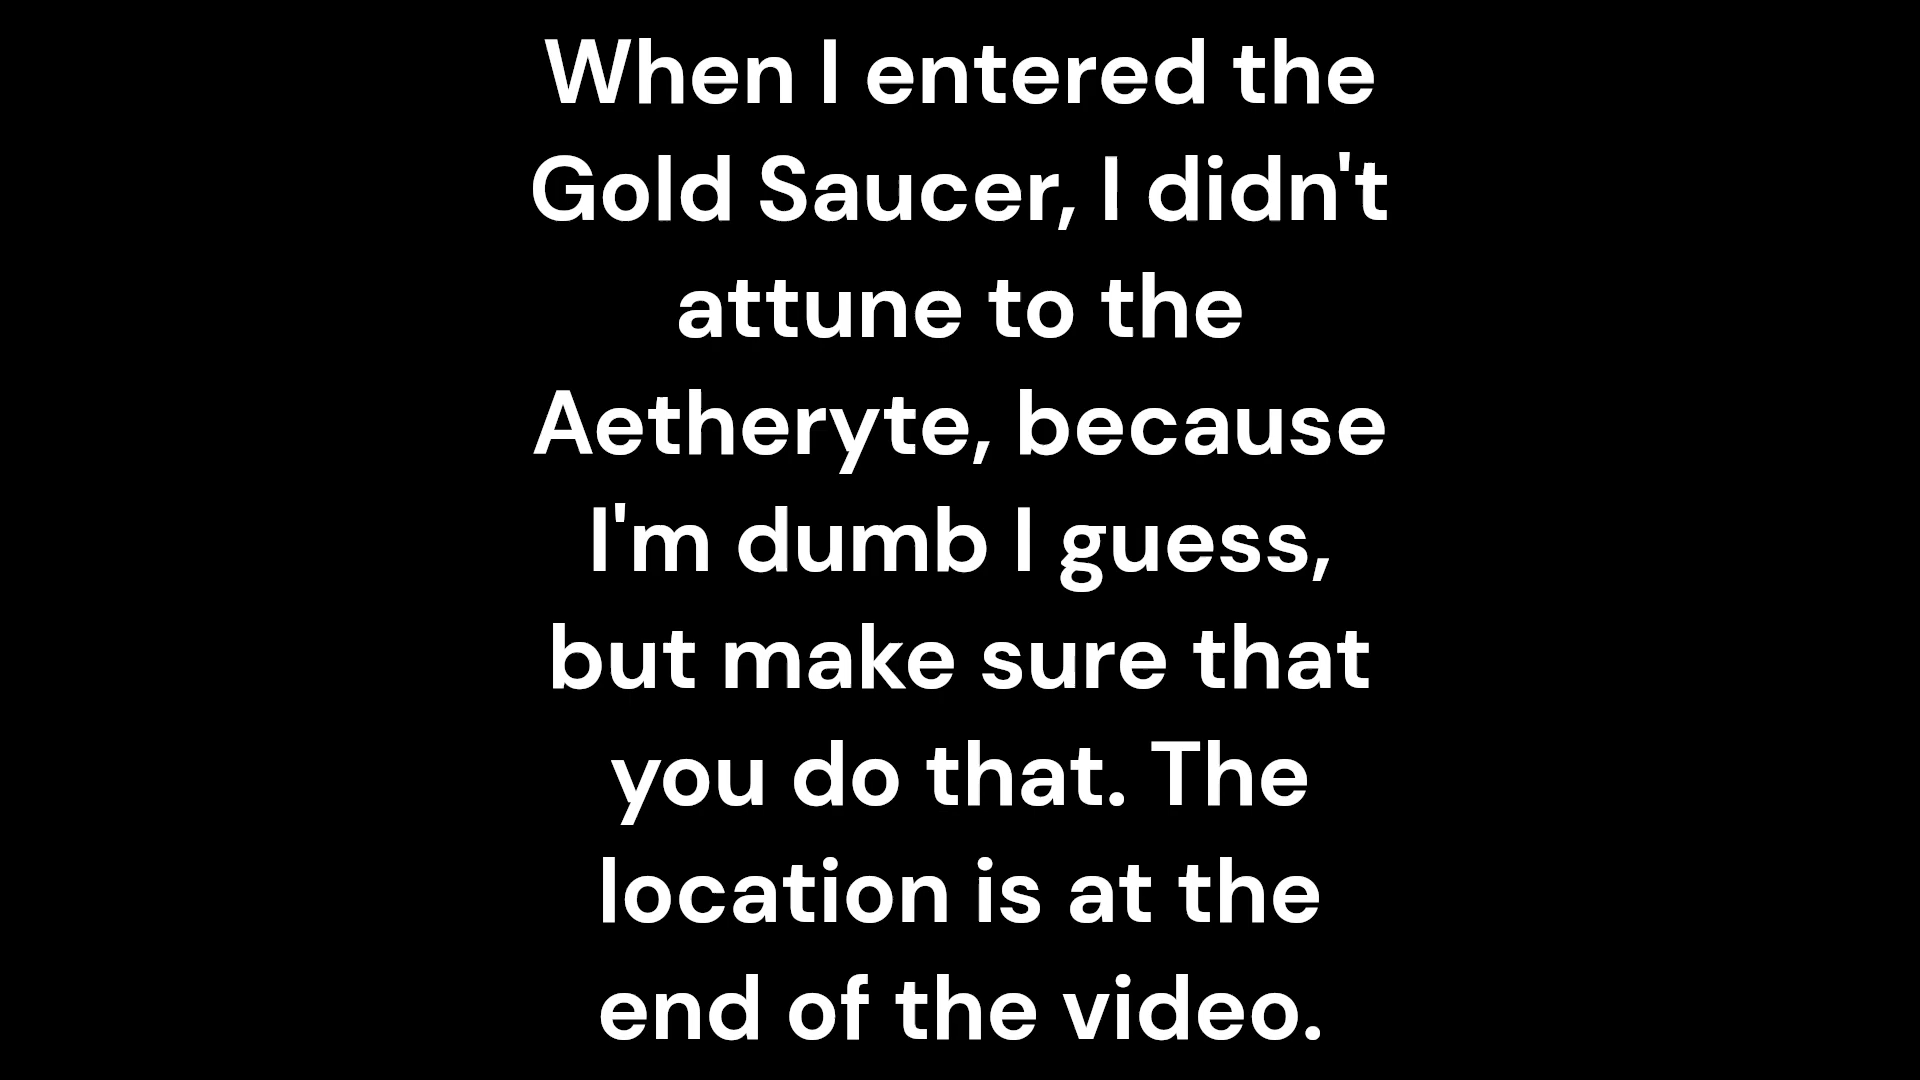 When I entered the
Gold Saucer, I didn't
attune to the
Aetheryte, because
I'm dumb I guess,
but make sure that
you do that. The
location is at the
end of the video.